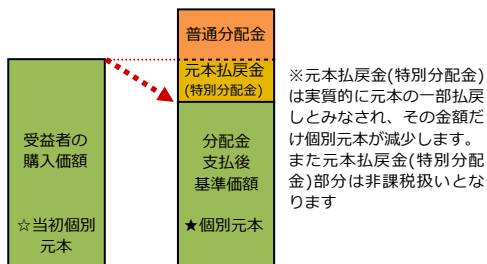 普通分配金
元本払戻金
(特別分配金)
受益者の
購入価額
☆当初個別
元本
分配金
支払後
基準価額
★個別元本
※元本払戻金(特別分配金)
は実質的に元本の一部払戻
しとみなされ、その金額だ
け個別元本が減少します。
また元本払戻金(特別分配
金)部分は非課税扱いとな
ります